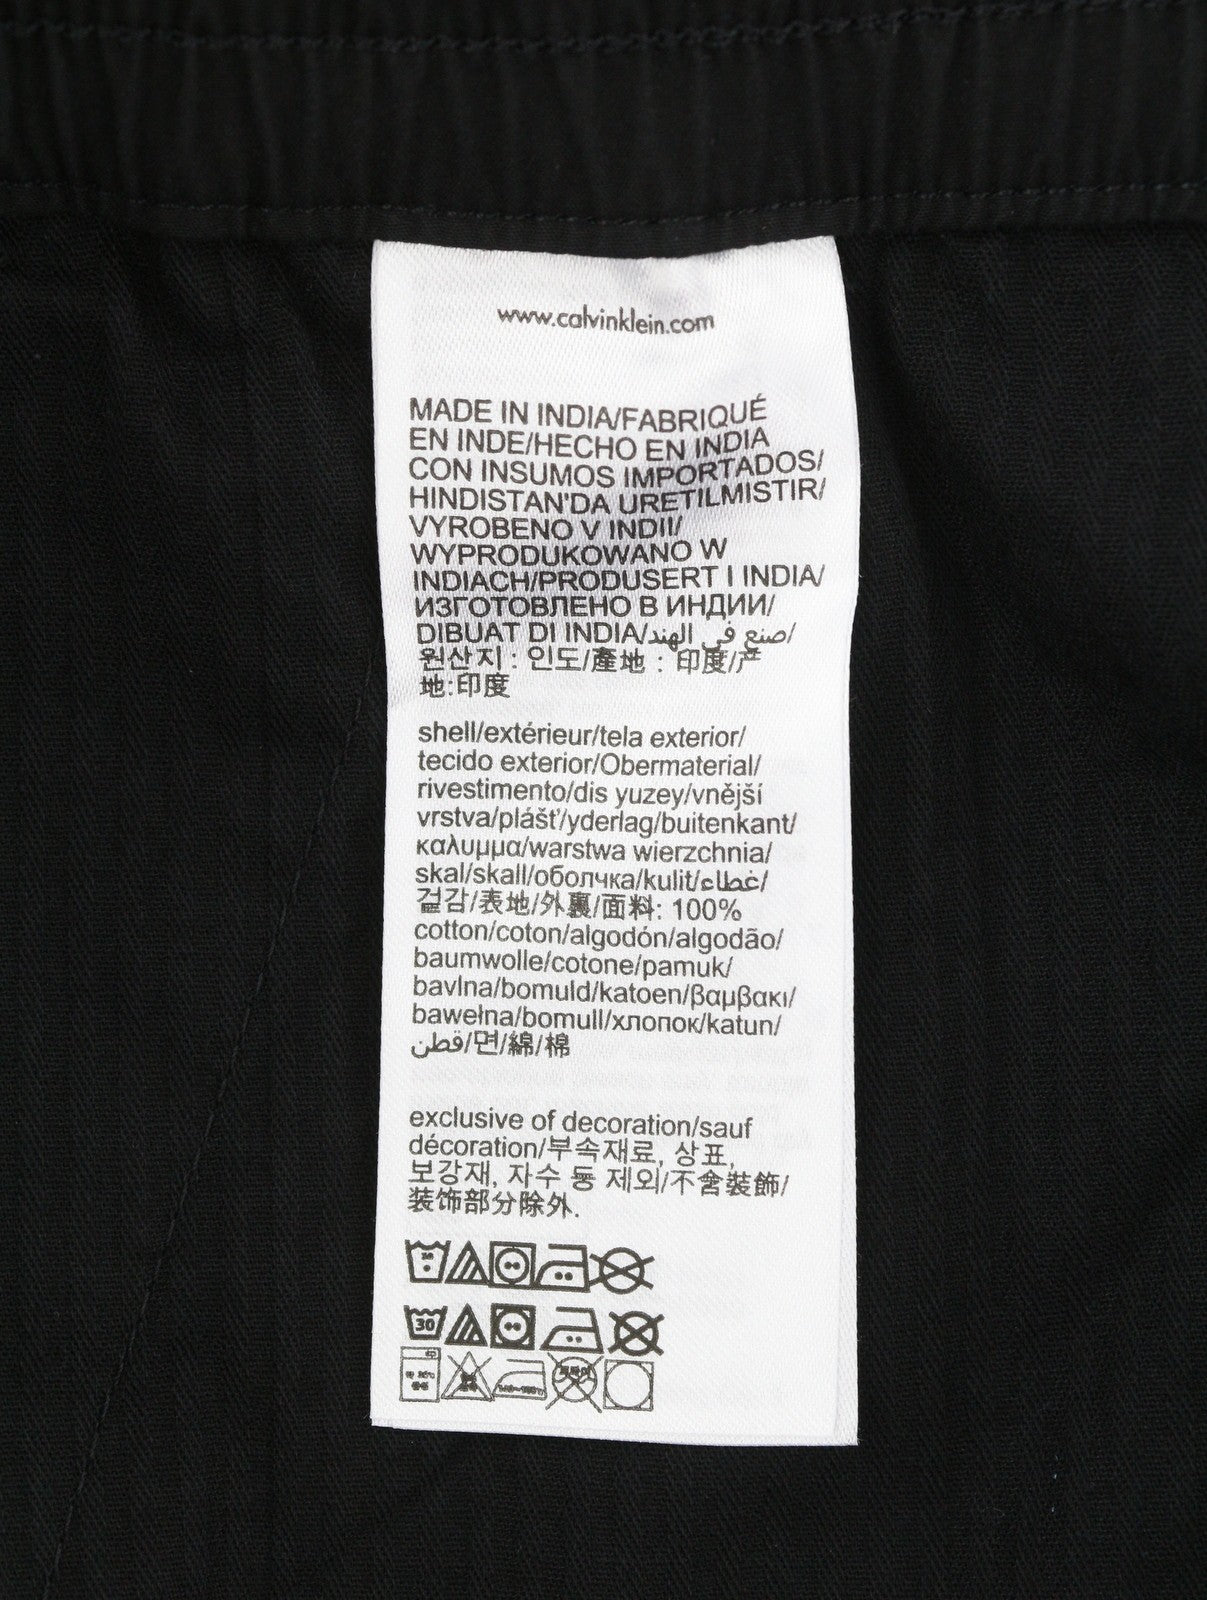 www.calvinklein.com
MADE IN INDIA/FABRIQUÉ
EN INDE/HECHO EN INDIA
CON INSUMOS IMPORTADOS/
HINDISTAN'DA URETILMISTIR/
VYROBENO V INDII/
WYPRODUKOWANO W
INDIACH/PRODUSERT I INDIA/
ИЗГОТОВЛЕНО В ИНДИИ/
DIBUAT DI INDIA/صنع في الهند/
원산지 : 인도/產地 : 印度/产
地:印度
shell/extérieur/tela exterior/
tecido exterior/Obermaterial/
rivestimento/dis yuzey/vnější
vrstva/plášť/yderlag/buitenkant/
καλυμμα/warstwa wierzchnia/
skal/skall/оболчка/kulit/غطاء/
겉감/表地/外裏/面料: 100%
cotton/coton/algodón/algodão/
baumwolle/cotone/pamuk/
bavlna/bomuld/katoen/βαμβακι/
bawełna/bomull/хлопок/katun/
قطن/면/綿/棉
exclusive of decoration/sauf
décoration/부속재료, 상표,
보강재, 자수 등 제외/不含裝飾/
装饰部分除外.
30
30